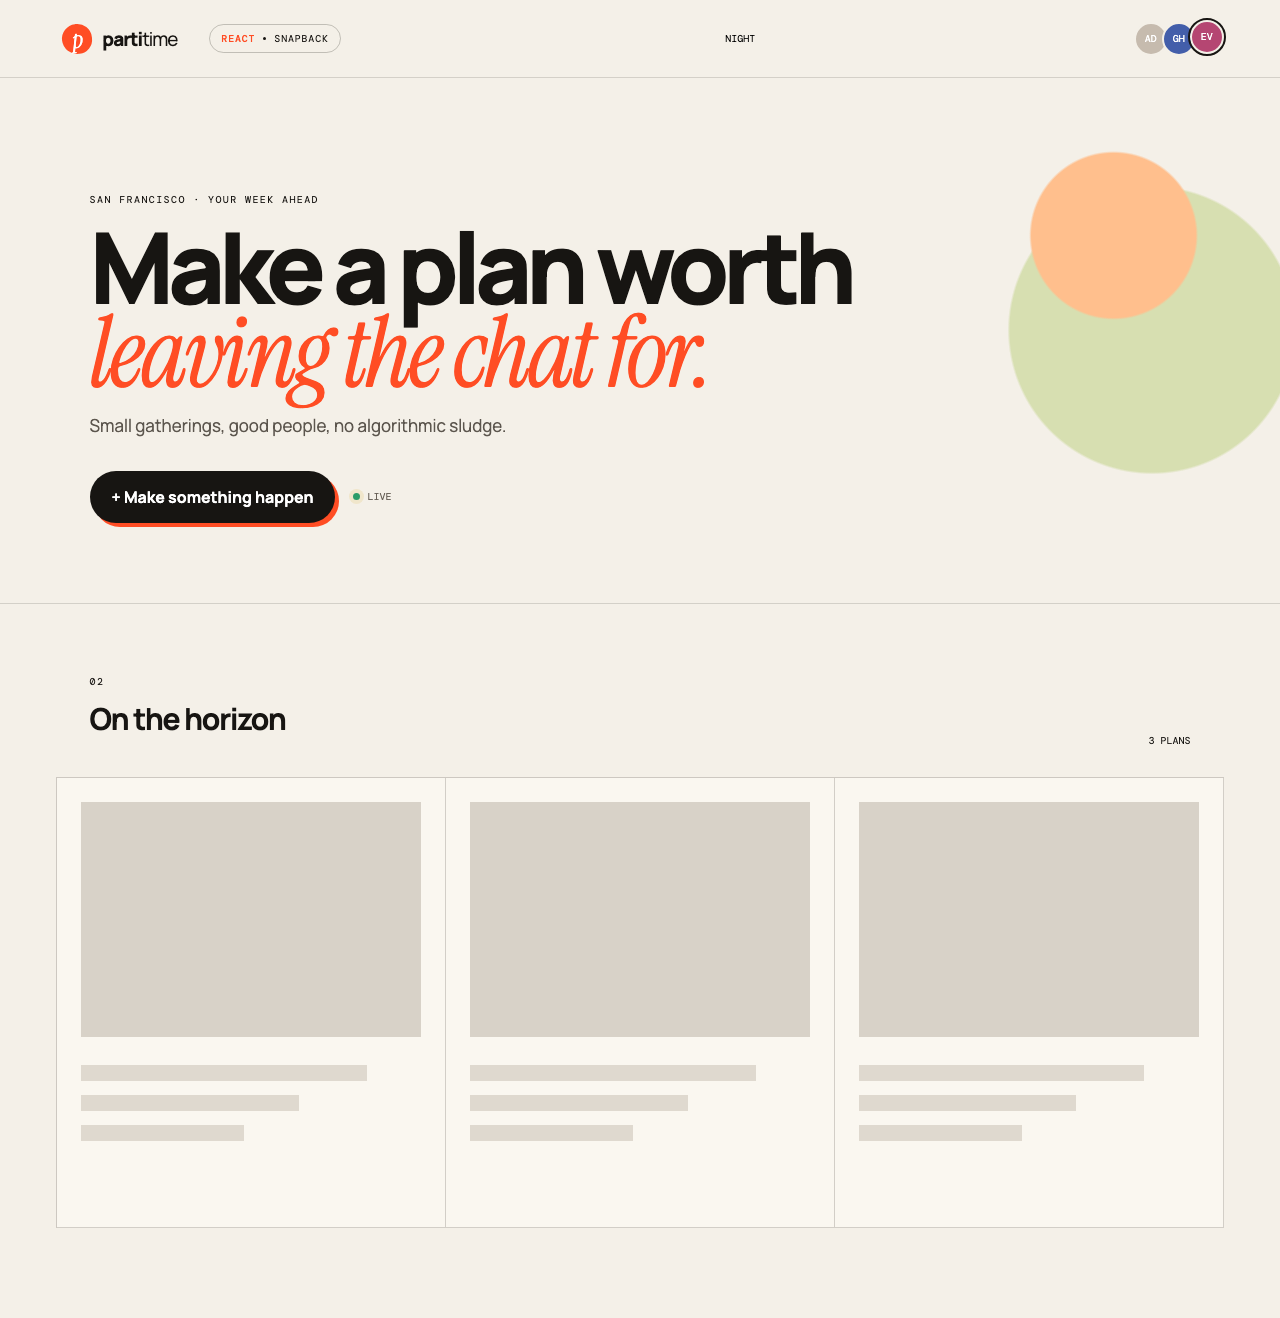 p partitime
REACT • SNAPBACK
NIGHT
AD GH EV
SAN FRANCISCO · YOUR WEEK AHEAD
Make a plan worth
leaving the chat for.
Small gatherings, good people, no algorithmic sludge.
+ Make something happen
LIVE
02
On the horizon
3 PLANS